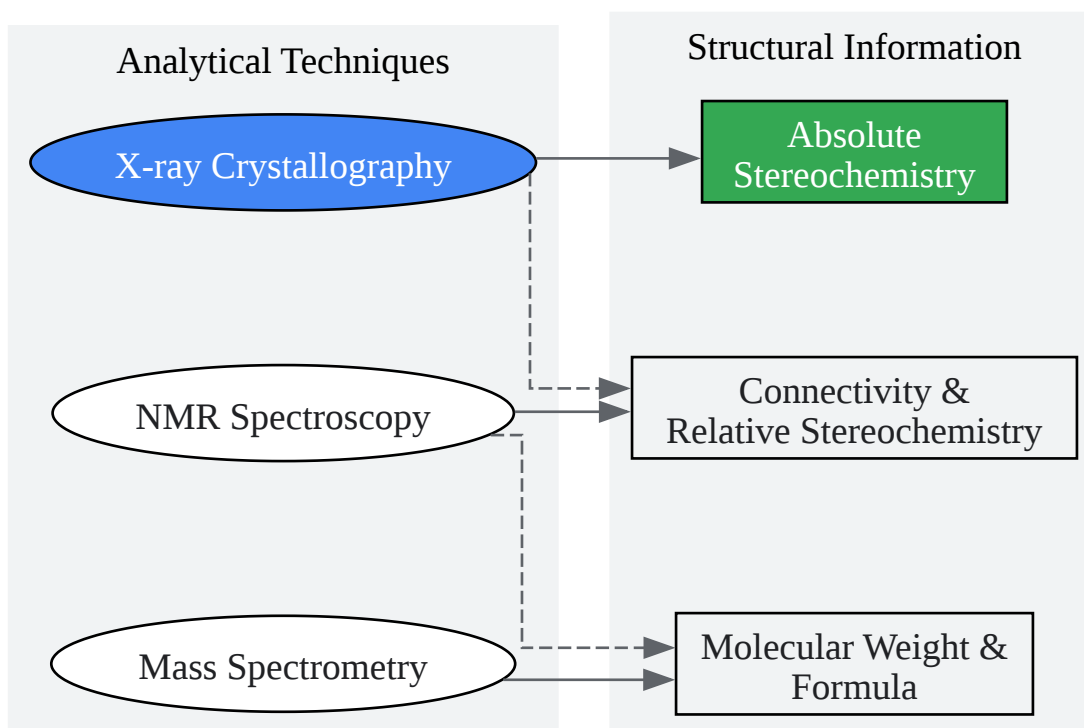 Analytical Techniques
Structural Information
X-ray Crystallography
Absolute
Stereochemistry
NMR Spectroscopy
Connectivity &
Relative Stereochemistry
Mass Spectrometry
Molecular Weight &
Formula